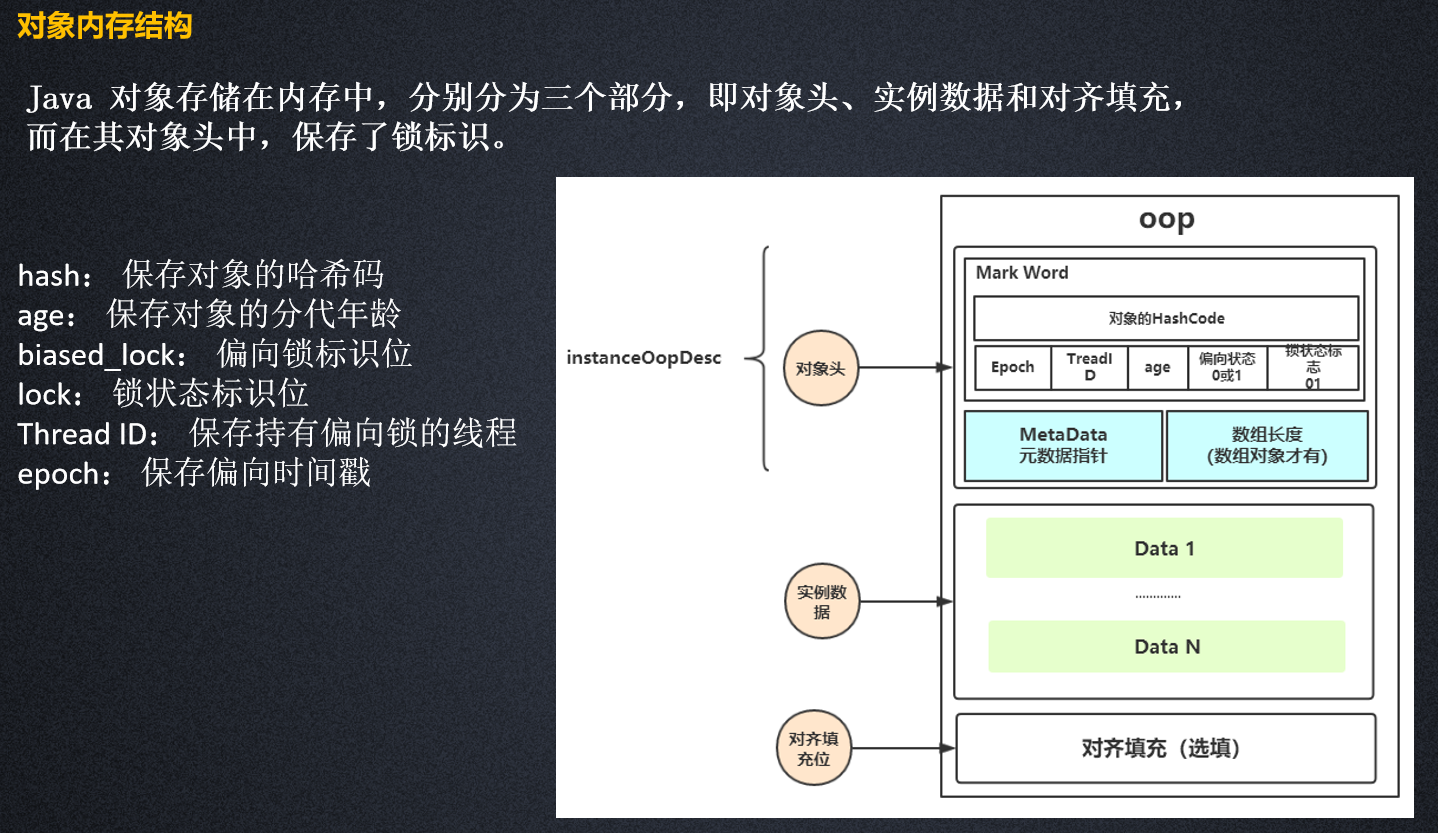 对象内存结构
Java 对象存储在内存中，分别分为三个部分，即对象头、实例数据和对齐填充，
而在其对象头中，保存了锁标识。
hash： 保存对象的哈希码
age： 保存对象的分代年龄
biased_lock： 偏向锁标识位
lock： 锁状态标识位
Thread ID： 保存持有偏向锁的线程
epoch： 保存偏向时间戳
oop
Mark Word
对象的HashCode
Epoch
TreadI
D
age
偏向状态
0或1
锁状态标
志
01
instanceOopDesc
对象头
MetaData
元数据指针
数组长度
(数组对象才有)
实例数
据
Data 1
.............
Data N
对齐填
充位
对齐填充（选填）